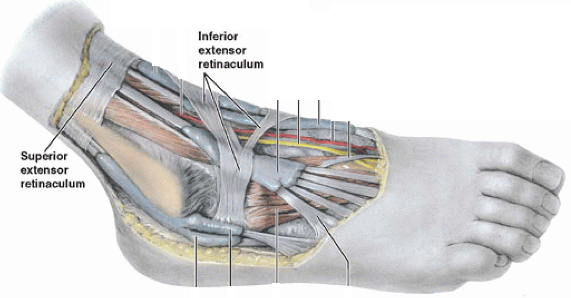 Inferior
extensor
retinaculum
Superior
extensor
retinaculum